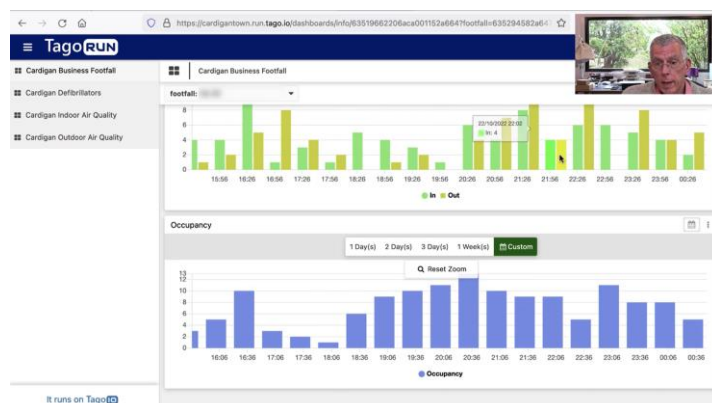 https://cardigantown.run.tago.io/dashboards/info/63519662206aca001152a664?footfall=635294582a64
Tago RUN
Cardigan Business Footfall
Cardigan Defibrillators
Cardigan Indoor Air Quality
Cardigan Outdoor Air Quality
Cardigan Business Footfall
footfall:
8
6
4
2
0
22/10/2022 22:02
In: 4
15:56 16:26 16:56 17:26 17:56 18:26 18:56 19:26 19:56 20:26 20:56 21:26 21:56 22:26 22:56 23:26 23:56 00:26
In Out
Occupancy
1 Day(s) 2 Day(s) 3 Day(s) 1 Week(s) Custom
Reset Zoom
13
12
10
8
6
4
2
0
16:06 16:36 17:06 17:36 18:06 18:36 19:06 19:36 20:06 20:36 21:06 21:36 22:06 22:36 23:06 23:36 00:06 00:36
Occupancy
It runs on TagoIO